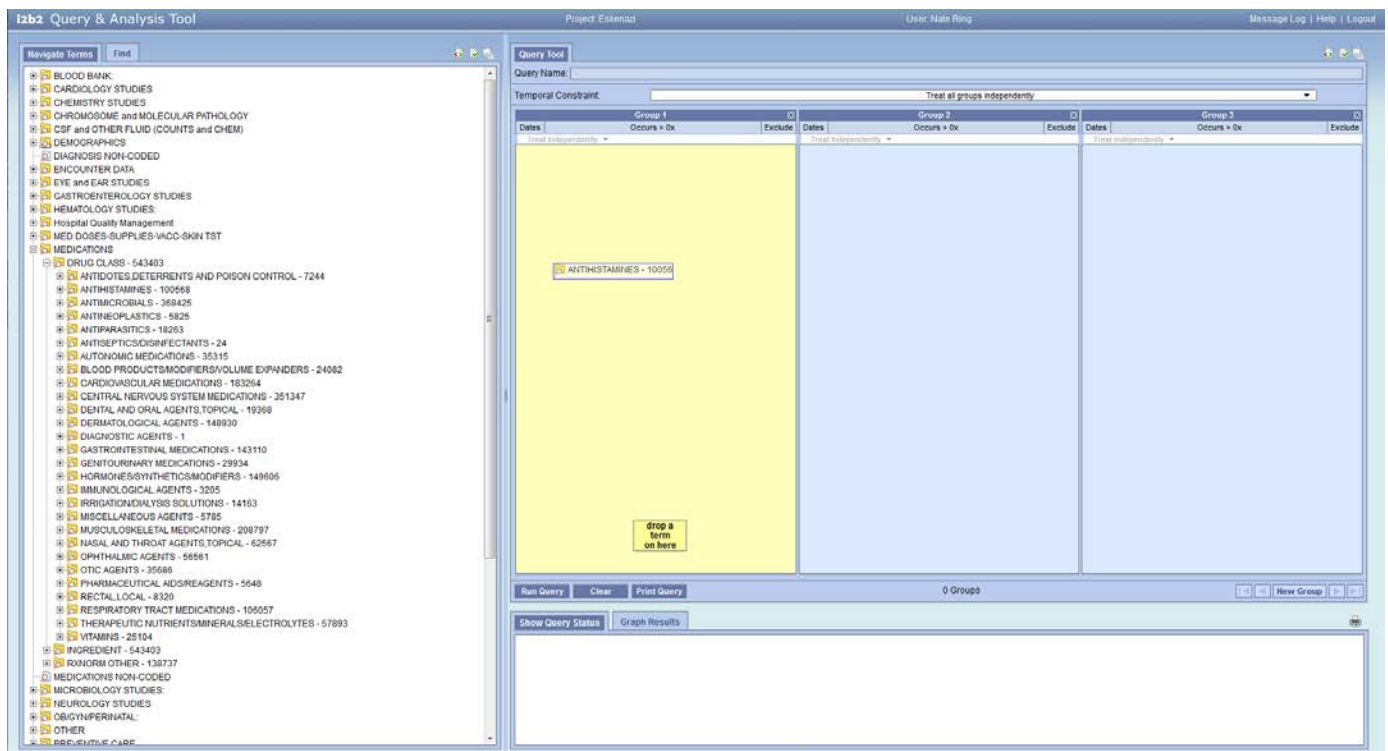 i2b2 Query & Analysis Tool
Project: Eskenazi
User: Nate Ring
Message Log | Help | Logout
Navigate Terms
Find
BLOOD BANK:
CARDIOLOGY STUDIES
CHEMISTRY STUDIES
CHROMOSOME and MOLECULAR PATHOLOGY
CSF and OTHER FLUID (COUNTS and CHEM)
DEMOGRAPHICS
DIAGNOSIS NON-CODED
ENCOUNTER DATA
EYE and EAR STUDIES
GASTROENTEROLOGY STUDIES
HEMATOLOGY STUDIES:
Hospital Quality Management
MED DOSES-SUPPLIES-VACC-SKIN TST
MEDICATIONS
DRUG CLASS - 543403
ANTIDOTES,DETERRENTS AND POISON CONTROL - 7244
ANTIHISTAMINES - 100568
ANTIMICROBIALS - 368425
ANTINEOPLASTICS - 5825
ANTIPARASITICS - 18263
ANTISEPTICS/DISINFECTANTS - 24
AUTONOMIC MEDICATIONS - 35315
BLOOD PRODUCTS/MODIFIERS/VOLUME EXPANDERS - 24082
CARDIOVASCULAR MEDICATIONS - 183264
CENTRAL NERVOUS SYSTEM MEDICATIONS - 351347
DENTAL AND ORAL AGENTS,TOPICAL - 19368
DERMATOLOGICAL AGENTS - 148930
DIAGNOSTIC AGENTS - 1
GASTROINTESTINAL MEDICATIONS - 143110
GENITOURINARY MEDICATIONS - 29934
HORMONES/SYNTHETICS/MODIFIERS - 149606
IMMUNOLOGICAL AGENTS - 3205
IRRIGATION/DIALYSIS SOLUTIONS - 14163
MISCELLANEOUS AGENTS - 5785
MUSCULOSKELETAL MEDICATIONS - 208797
NASAL AND THROAT AGENTS,TOPICAL - 62567
OPHTHALMIC AGENTS - 56561
OTIC AGENTS - 35686
PHARMACEUTICAL AIDS/REAGENTS - 5648
RECTAL,LOCAL - 8320
RESPIRATORY TRACT MEDICATIONS - 106057
THERAPEUTIC NUTRIENTS/MINERALS/ELECTROLYTES - 57893
VITAMINS - 25104
INGREDIENT - 543403
RXNORM OTHER - 138737
MEDICATIONS NON-CODED
MICROBIOLOGY STUDIES:
NEUROLOGY STUDIES
OB/GYN/PERINATAL:
OTHER
PREVENTIVE CARE
Query Tool
Query Name:
Temporal Constraint:
Treat all groups independently
Group 1
Dates
Occurs > 0x
Exclude
Treat Independently
ANTIHISTAMINES - 10056
drop a
term
on here
Group 2
Dates
Occurs > 0x
Exclude
Treat Independently
Group 3
Dates
Occurs > 0x
Exclude
Treat Independently
Run Query
Clear
Print Query
0 Groups
New Group
Show Query Status
Graph Results